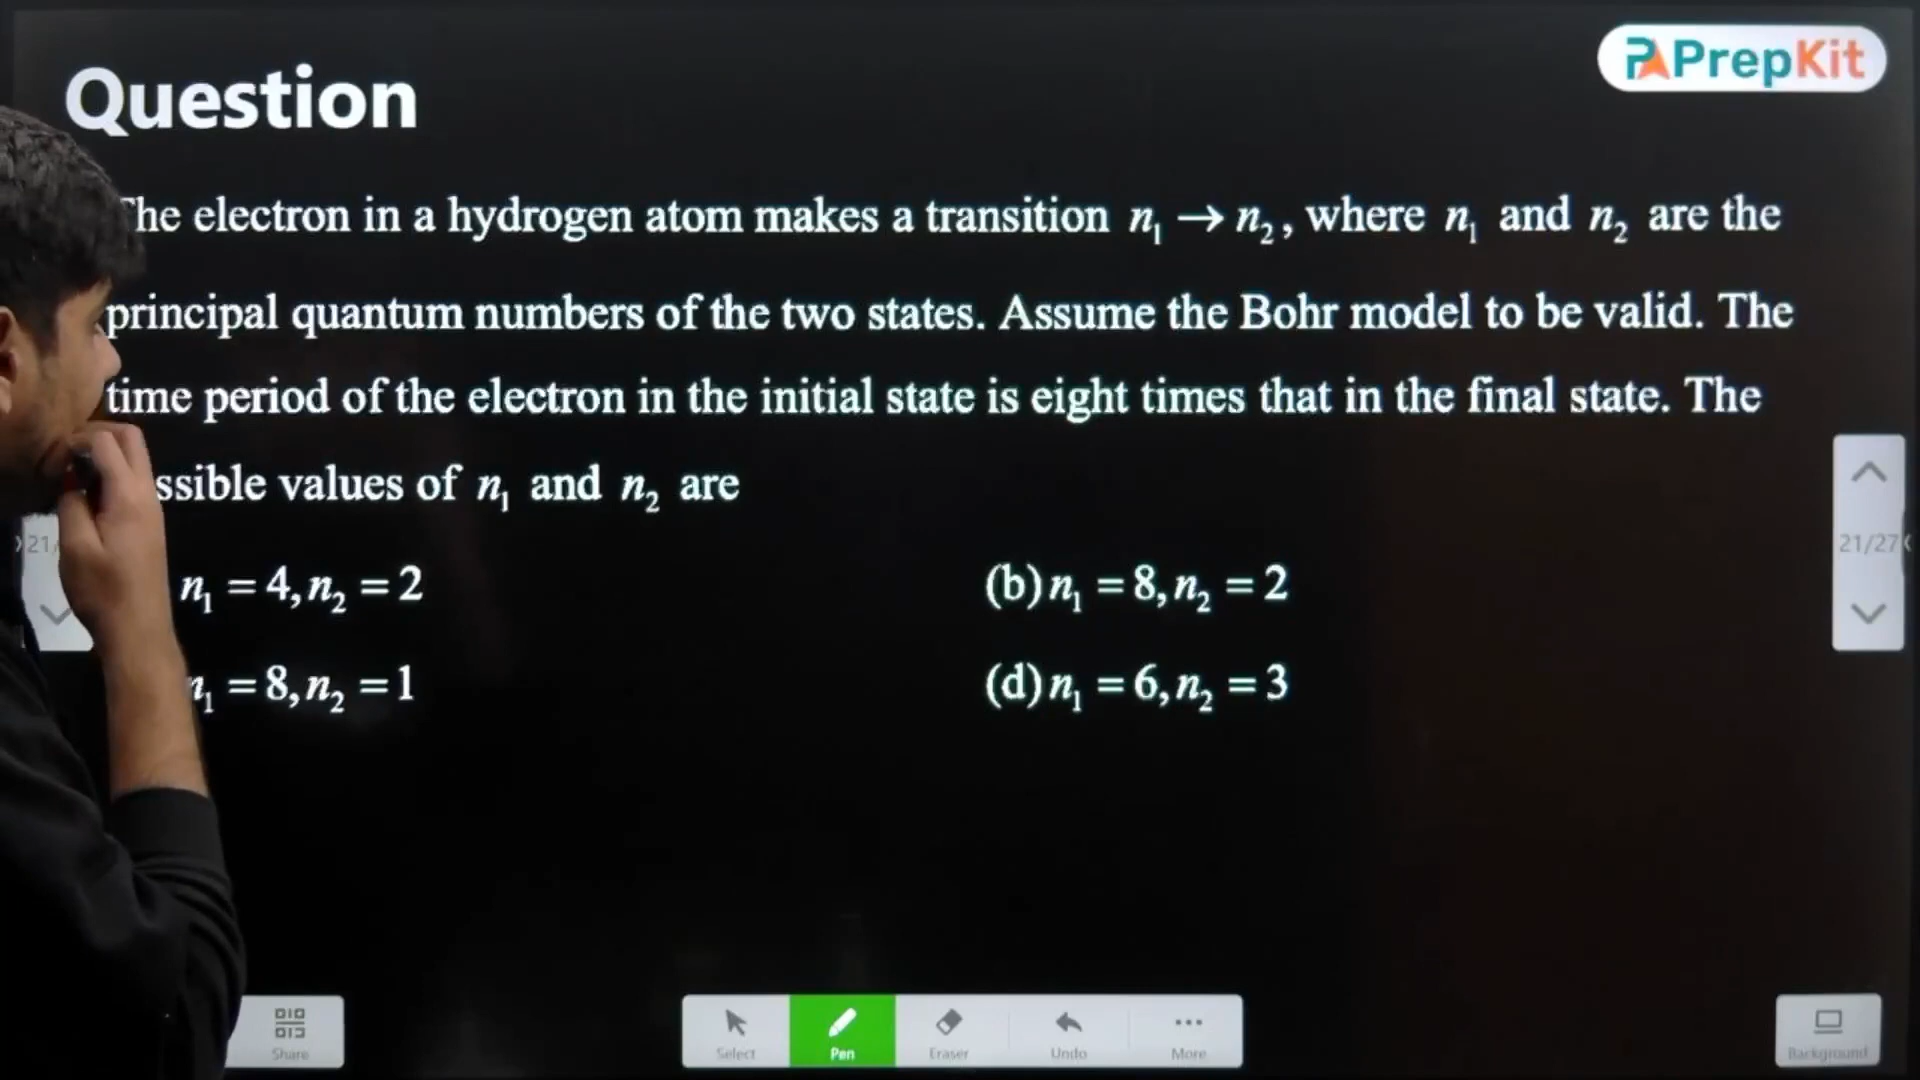 PrepKit
Question
The electron in a hydrogen atom makes a transition n₁ → n₂, where n₁ and n₂ are the
principal quantum numbers of the two states. Assume the Bohr model to be valid. The
time period of the electron in the initial state is eight times that in the final state. The
ssible values of n₁ and n₂ are
n₁ = 4, n₂ = 2
(b) n₁ = 8, n₂ = 2
n₁ = 8, n₂ = 1
(d) n₁ = 6, n₂ = 3
21/
21/27
Share
Select
Pen
Eraser
Undo
More
Background